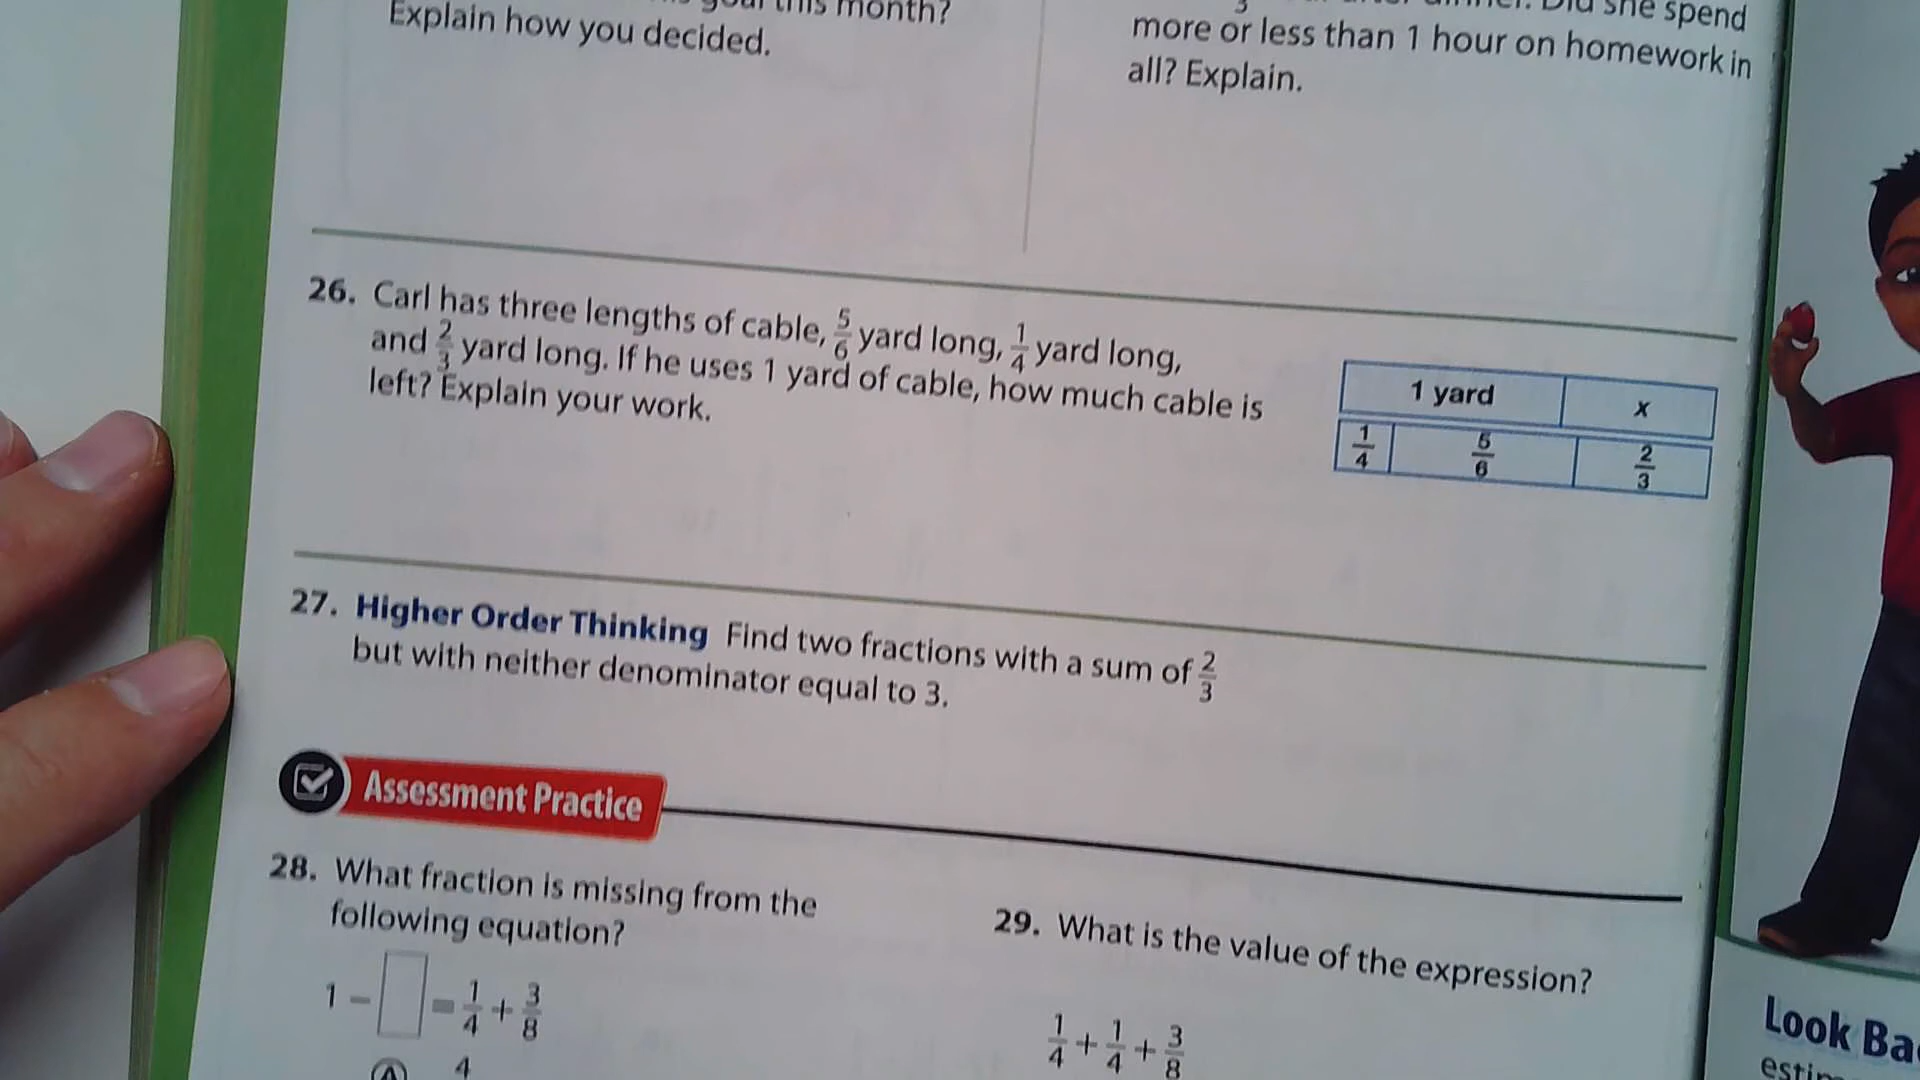 this month?
Explain how you decided.
she spend
more or less than 1 hour on homework in
all? Explain.
26. Carl has three lengths of cable, 5/6 yard long, 1/4 yard long,
and 2/3 yard long. If he uses 1 yard of cable, how much cable is
left? Explain your work.
1 yard x
1/4 5/6 2/3
27. Higher Order Thinking Find two fractions with a sum of 2/3
but with neither denominator equal to 3.
Assessment Practice
28. What fraction is missing from the
following equation?
1 - □ = 1/4 + 3/8
A 4
29. What is the value of the expression?
1/4 + 1/4 + 3/8
Look